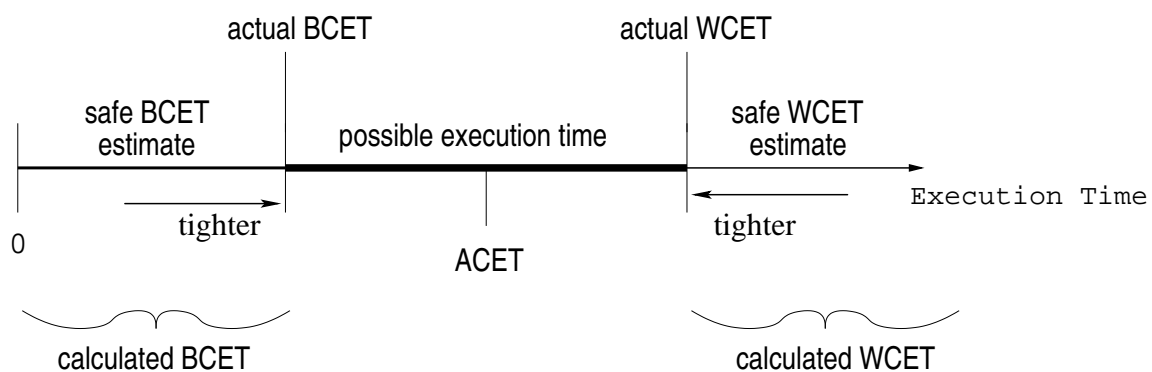 actual BCET
actual WCET
safe BCET
estimate
possible execution time
safe WCET
estimate
Execution Time
tighter
tighter
0
ACET
calculated BCET
calculated WCET